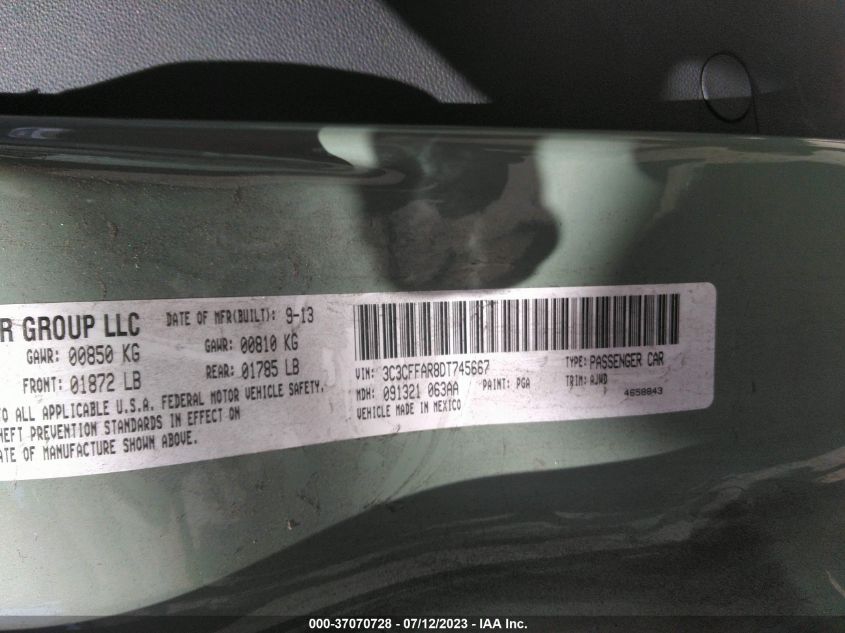 R GROUP LLC DATE OF MFR(BUILT): 9-13
GAWR: 00850 KG GAWR: 00810 KG
FRONT: 01872 LB REAR: 01785 LB
TO ALL APPLICABLE U.S.A. FEDERAL MOTOR VEHICLE SAFETY,
HEFT PREVENTION STANDARDS IN EFFECT ON
ATE OF MANUFACTURE SHOWN ABOVE.
VIN: 3C3CFFAR8DT745667 TYPE: PASSENGER CAR
MDH: 091321 063AA PAINT: PGA TRIM: AJWD
VEHICLE MADE IN MEXICO 4658843
000-37070728 - 07/12/2023 - IAA Inc.